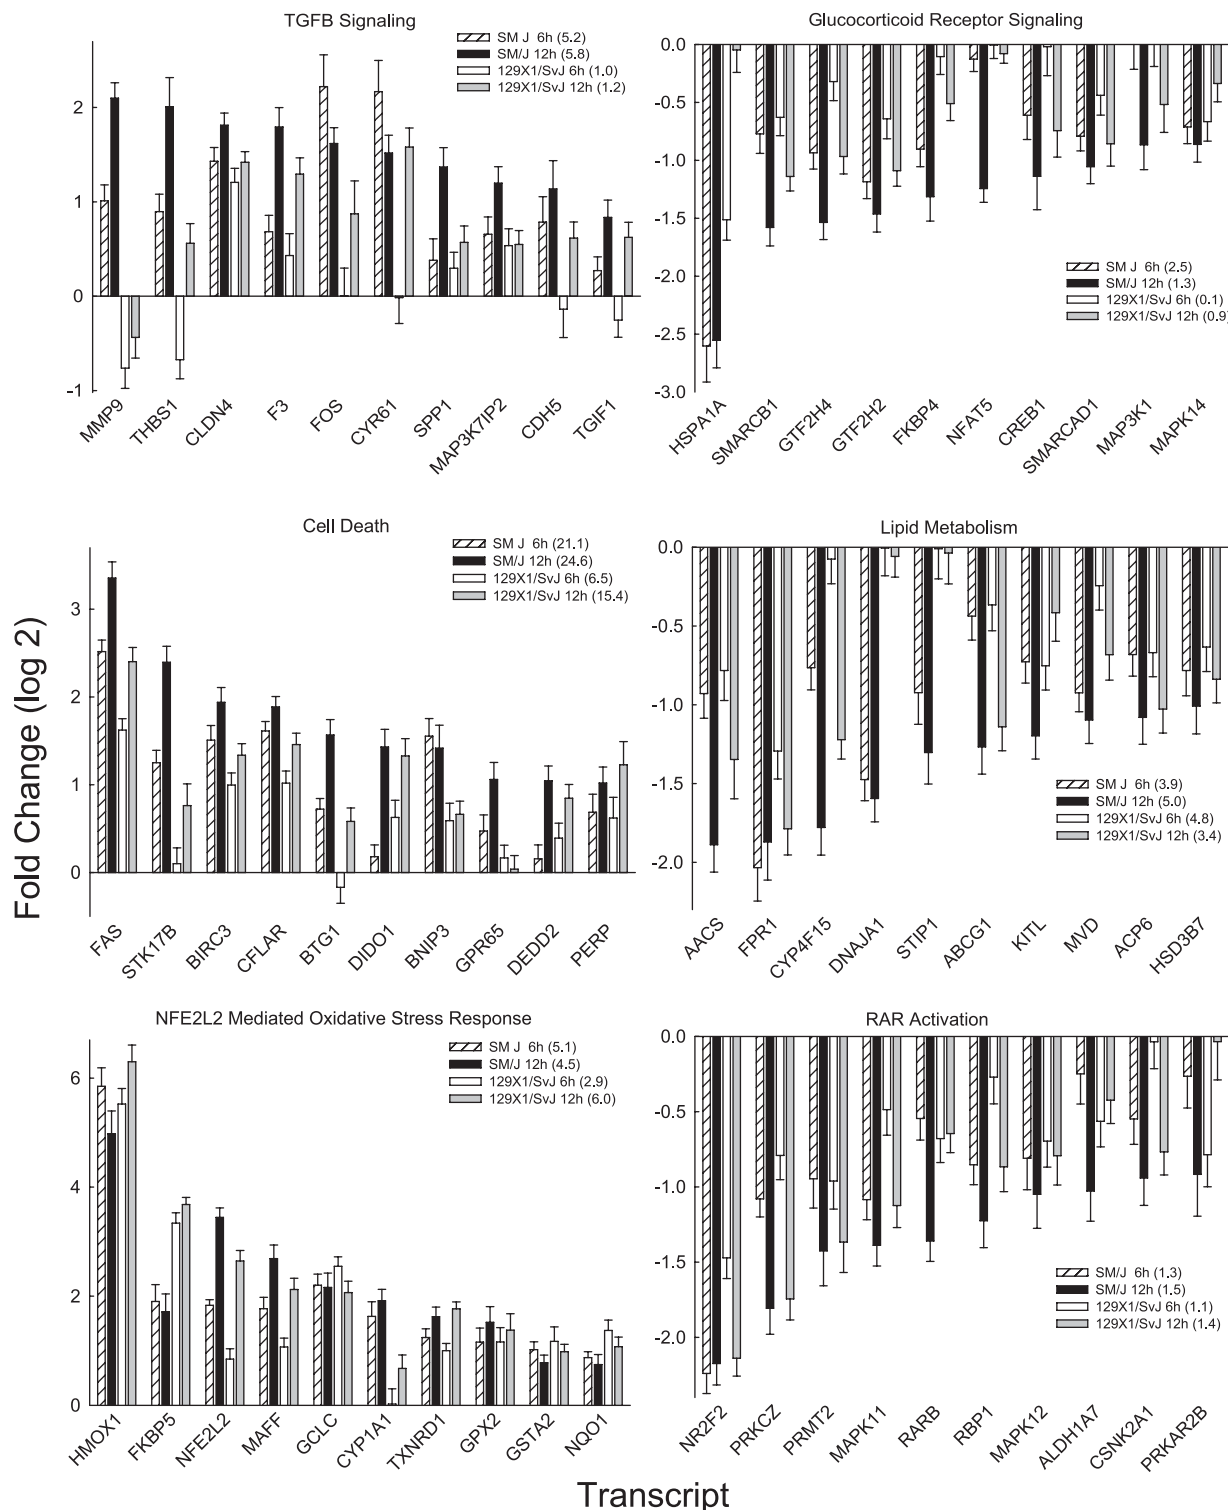 TGFB Signaling
SM J 6h (5.2)
SM/J 12h (5.8)
129X1/SvJ 6h (1.0)
129X1/SvJ 12h (1.2)
2
1
0
-1
MMP9
THBS1
CLDN4
F3
FOS
CYR61
SPP1
MAP3K7IP2
CDH5
TGIF1
Glucocorticoid Receptor Signaling
0.0
-0.5
-1.0
-1.5
-2.0
-2.5
-3.0
SM J 6h (2.5)
SM/J 12h (1.3)
129X1/SvJ 6h (0.1)
129X1/SvJ 12h (0.9)
HSPA1A
SMARCB1
GTF2H4
GTF2H2
FKBP4
NFAT5
CREB1
SMARCAD1
MAP3K1
MAPK14
Cell Death
SM J 6h (21.1)
SM/J 12h (24.6)
129X1/SvJ 6h (6.5)
129X1/SvJ 12h (15.4)
3
2
1
0
FAS
STK17B
BIRC3
CFLAR
BTG1
DIDO1
BNIP3
GPR65
DEDD2
PERP
Lipid Metabolism
0.0
-0.5
-1.0
-1.5
-2.0
SM J 6h (3.9)
SM/J 12h (5.0)
129X1/SvJ 6h (4.8)
129X1/SvJ 12h (3.4)
AACS
FPR1
CYP4F15
DNAJA1
STIP1
ABCG1
KITL
MVD
ACP6
HSD3B7
Fold Change (log 2)
NFE2L2 Mediated Oxidative Stress Response
SM J 6h (5.1)
SM/J 12h (4.5)
129X1/SvJ 6h (2.9)
129X1/SvJ 12h (6.0)
6
4
2
0
HMOX1
FKBP5
NFE2L2
MAFF
GCLC
CYP1A1
TXNRD1
GPX2
GSTA2
NQO1
RAR Activation
0.0
-0.5
-1.0
-1.5
-2.0
SM/J 6h (1.3)
SM/J 12h (1.5)
129X1/SvJ 6h (1.1)
129X1/SvJ 12h (1.4)
NR2F2
PRKCZ
PRMT2
MAPK11
RARB
RBP1
MAPK12
ALDH1A7
CSNK2A1
PRKAR2B
Transcript